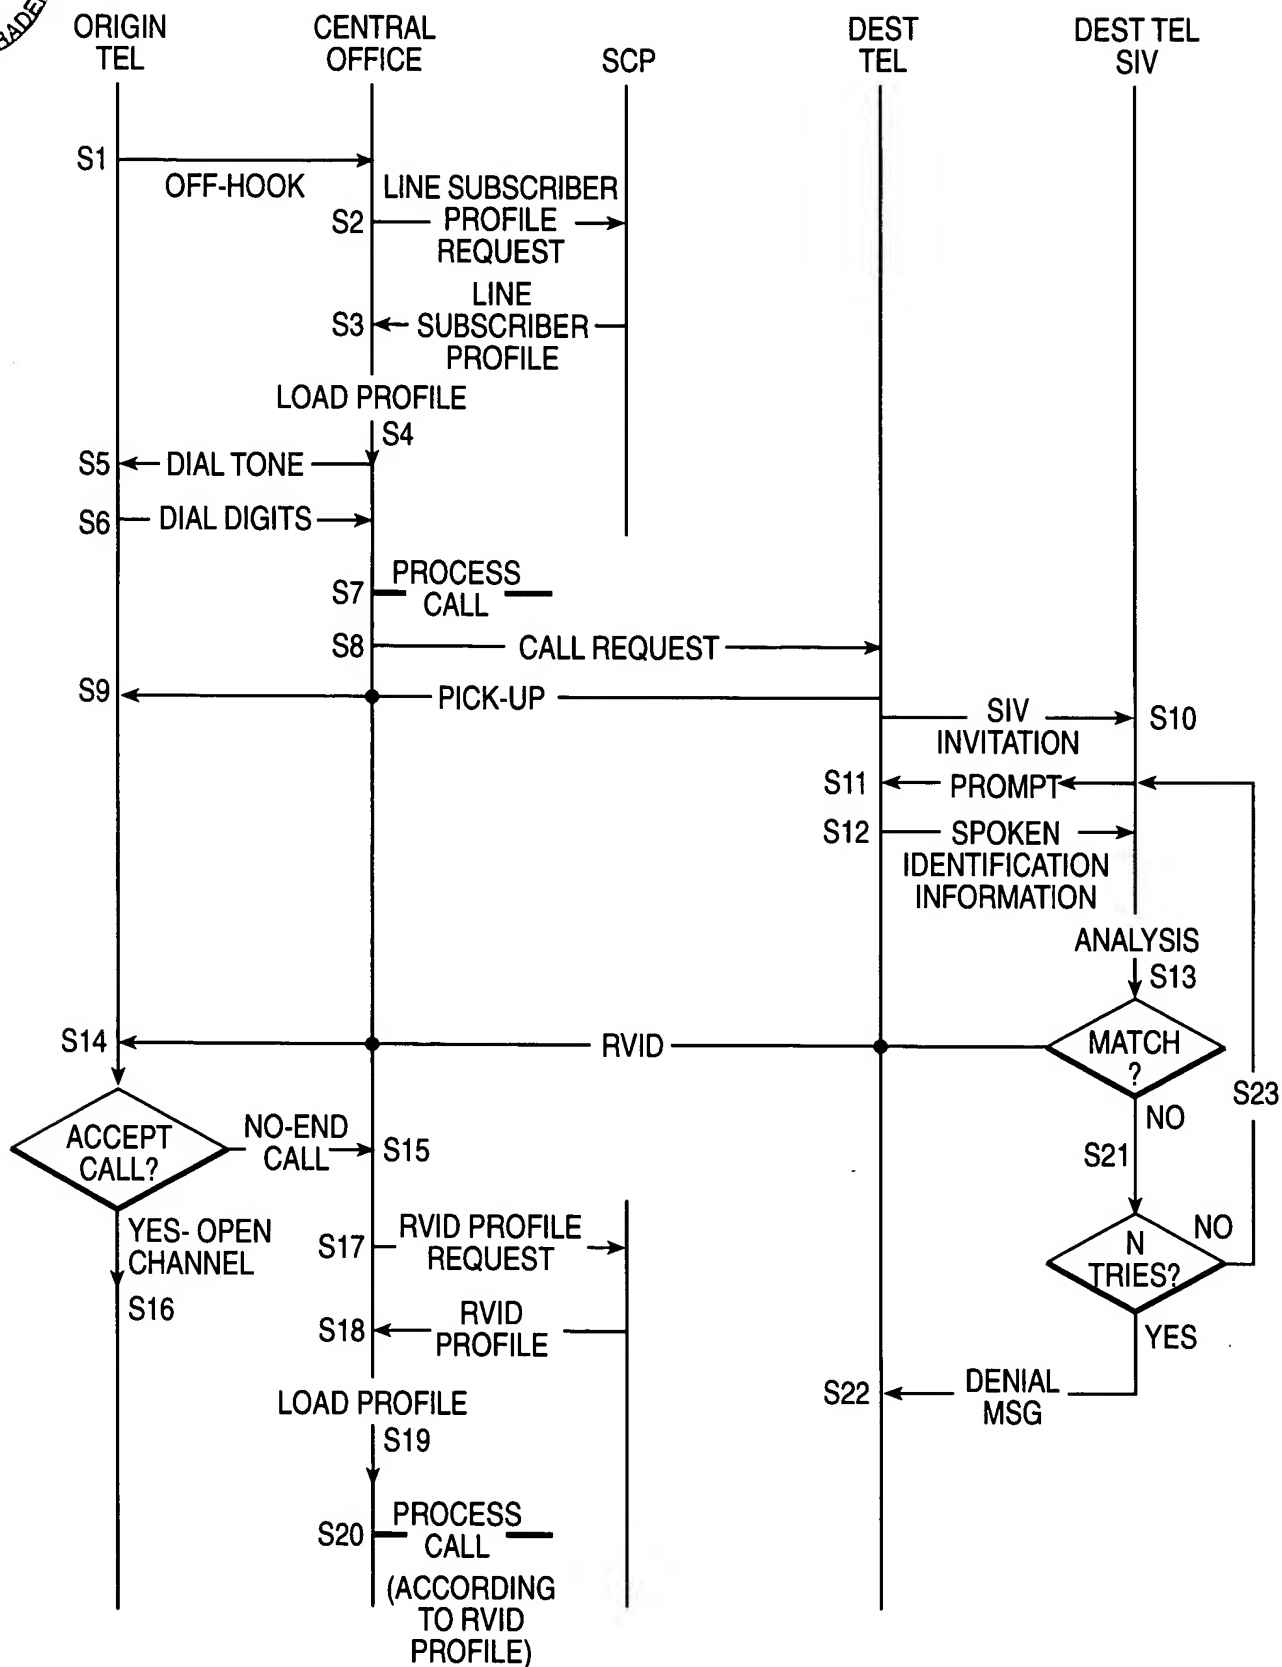 ORIGIN
TEL
CENTRAL
OFFICE
SCP
DEST
TEL
DEST TEL
SIV
S1
OFF-HOOK
S2
LINE SUBSCRIBER
PROFILE
REQUEST
S3
LINE
SUBSCRIBER
PROFILE
LOAD PROFILE
S4
S5
DIAL TONE
S6
DIAL DIGITS
S7
PROCESS
CALL
S8
CALL REQUEST
S9
PICK-UP
SIV
INVITATION
S10
S11
PROMPT
S12
SPOKEN
IDENTIFICATION
INFORMATION
ANALYSIS
S13
S14
RVID
MATCH
?
NO
S23
ACCEPT
CALL?
NO-END
CALL
S15
S21
YES- OPEN
CHANNEL
S16
S17
RVID PROFILE
REQUEST
N
TRIES?
NO
S18
RVID
PROFILE
YES
S22
DENIAL
MSG
LOAD PROFILE
S19
S20
PROCESS
CALL
(ACCORDING
TO RVID
PROFILE)